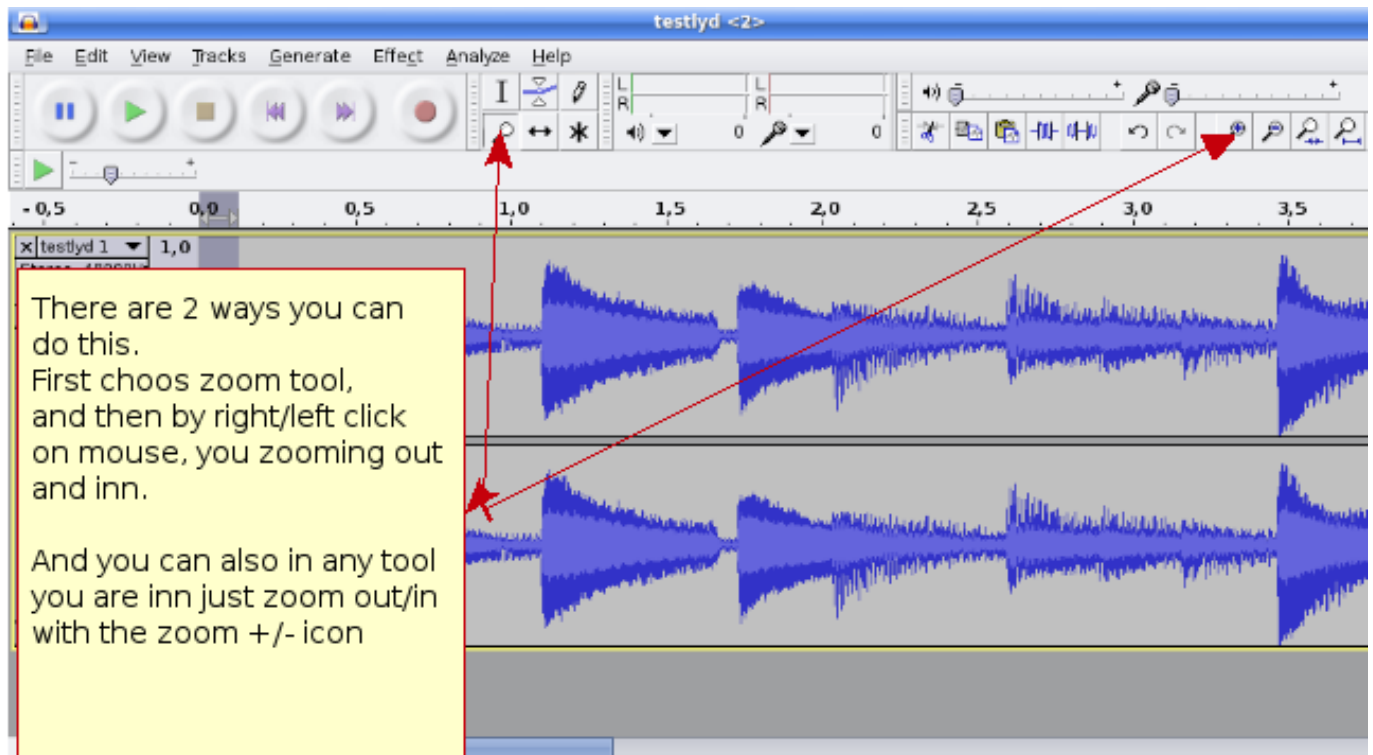 testlyd <2>
File Edit View Tracks Generate Effect Analyze Help
L
R
L
R
0
0
- 0,5 0,0 0,5 1,0 1,5 2,0 2,5 3,0 3,5
x testlyd 1 1,0
There are 2 ways you can
do this.
First choos zoom tool,
and then by right/left click
on mouse, you zooming out
and inn.
And you can also in any tool
you are inn just zoom out/in
with the zoom +/- icon